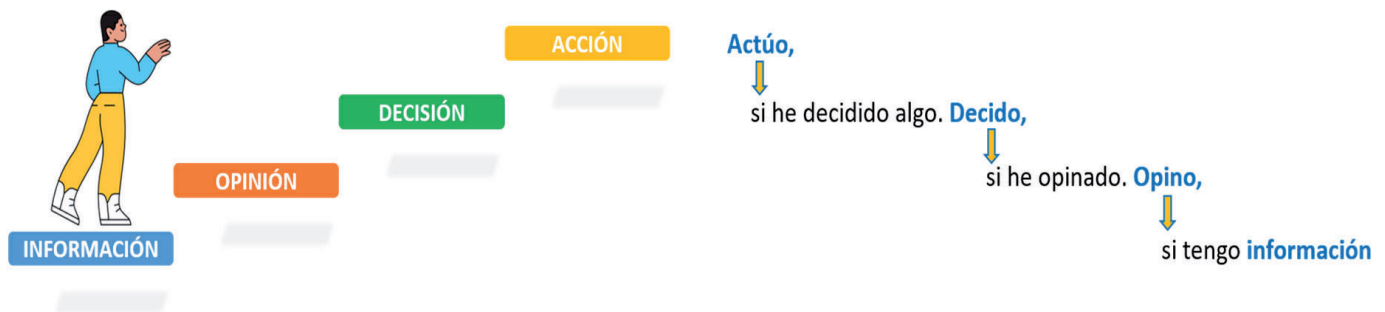 ACCIÓN
DECISIÓN
OPINIÓN
INFORMACIÓN
Actúo,
si he decidido algo. Decido,
si he opinado. Opino,
si tengo información